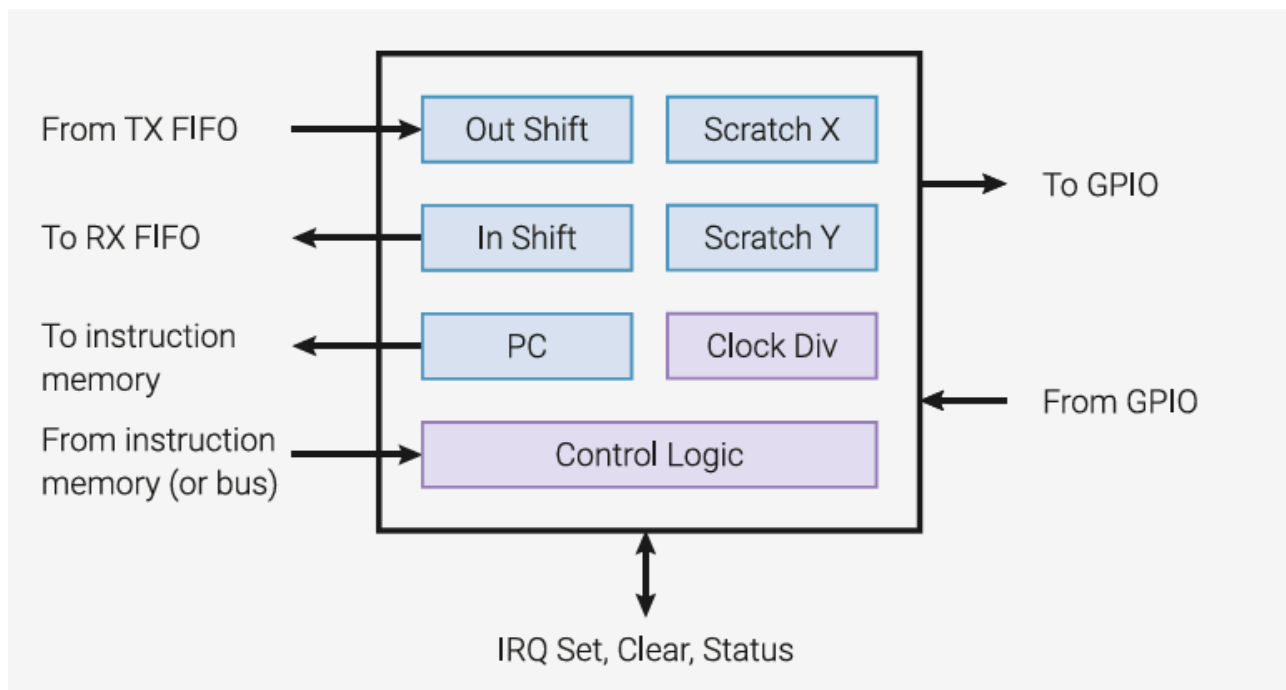 From TX FIFO
Out Shift
Scratch X
To GPIO
To RX FIFO
In Shift
Scratch Y
To instruction
memory
PC
Clock Div
From GPIO
From instruction
memory (or bus)
Control Logic
IRQ Set, Clear, Status